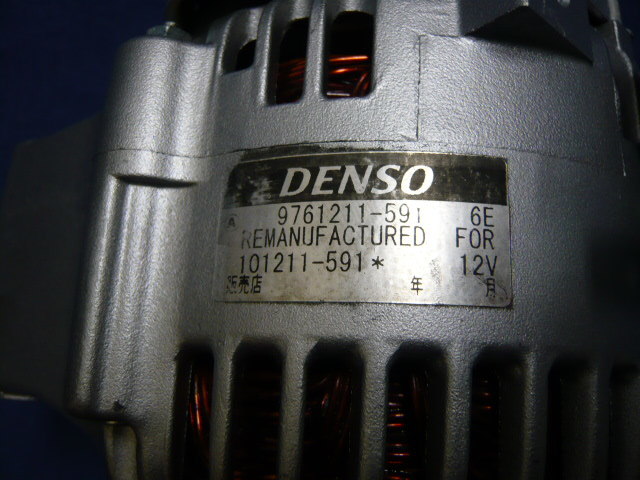 DENSO
9761211-591 6E
REMANUFACTURED FOR
101211-591* 12V
販売店 年 月